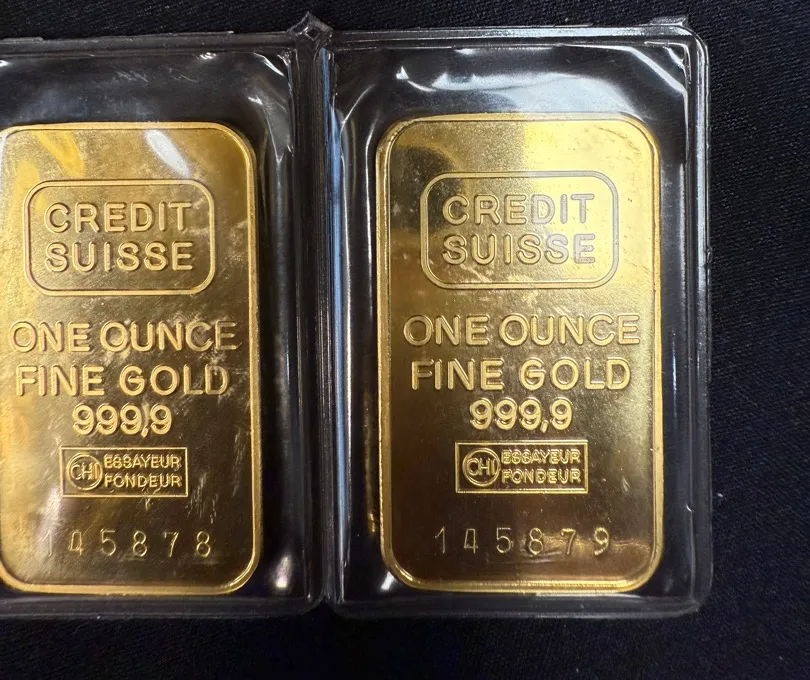 CREDIT
SUISSE
ONE OUNCE
FINE GOLD
999,9
CHI ESSAYEUR
FONDEUR
145878
CREDIT
SUISSE
ONE OUNCE
FINE GOLD
999,9
CHI ESSAYEUR
FONDEUR
145879